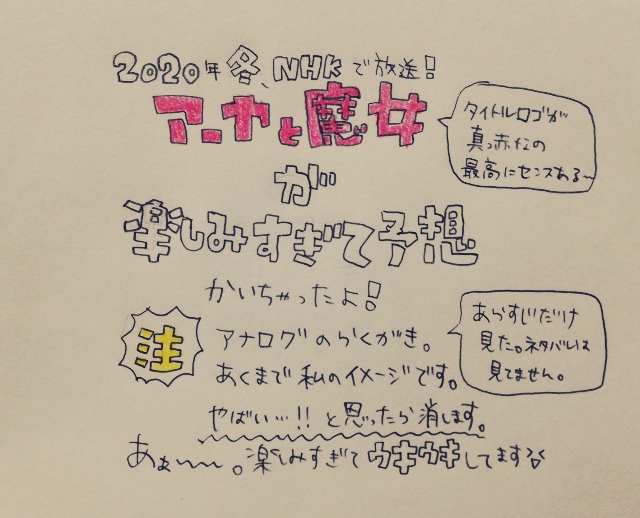 2020年冬、NHKで放送!
アーヤと魔女
タイトルロゴが
真っ赤なの
最高にセンスある〜
が
楽しみすぎて予想
かいちゃったよ!
注
アナログのらくがき。
あくまで私のイメージです。
やばい…!!と思ったら消します。
あらすじだけ
見た。ネタバレは
見てません。
あぁ〜〜。楽しみすぎてウキウキしてます